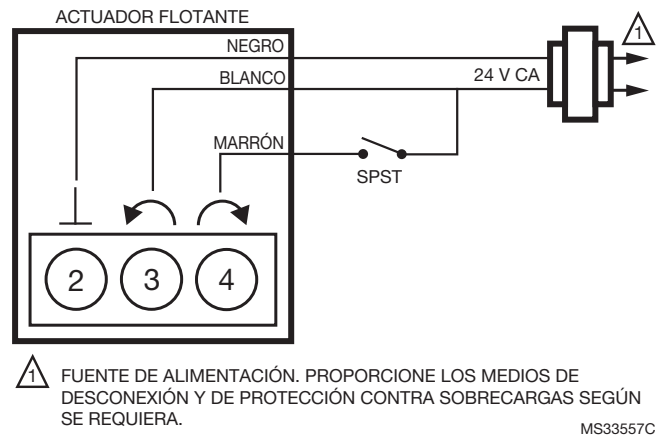 ACTUADOR FLOTANTE
NEGRO
BLANCO
24 V CA
1
MARRÓN
SPST
2 3 4
1 FUENTE DE ALIMENTACIÓN. PROPORCIONE LOS MEDIOS DE
DESCONEXIÓN Y DE PROTECCIÓN CONTRA SOBRECARGAS SEGÚN
SE REQUIERA.
MS33557C